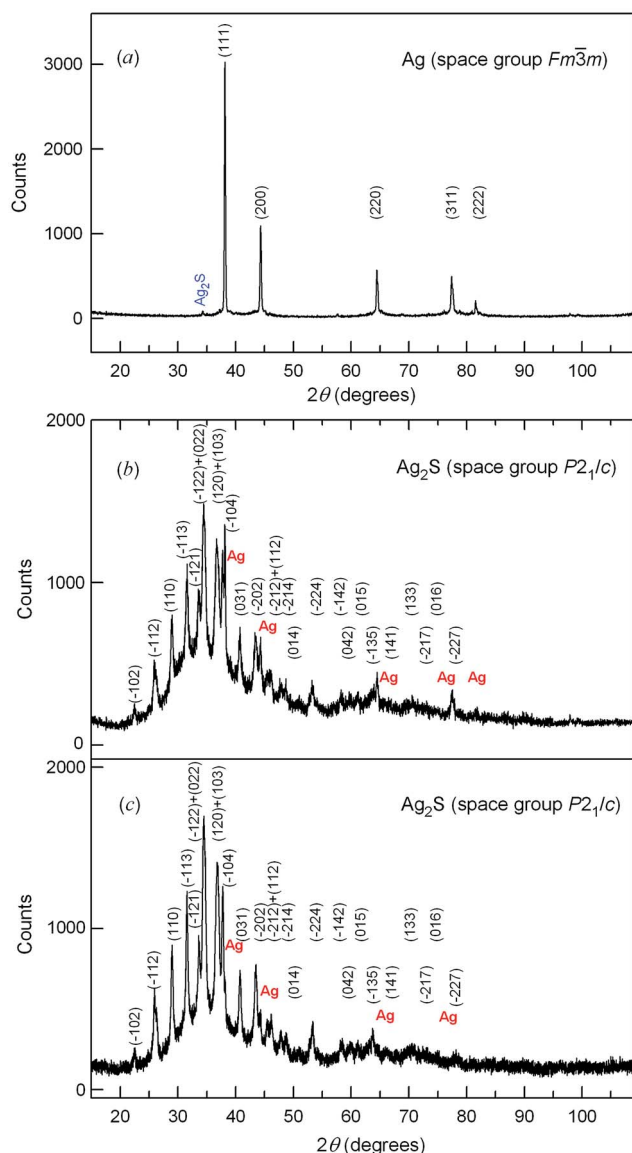 (a)
Ag (space group Fm3̅m)
(111)
(200)
(220)
(311)
(222)
Ag₂S
Counts
3000
2000
1000
0
20 30 40 50 60 70 80 90 100
2θ (degrees)
(b)
Ag₂S (space group P2₁/c)
Counts
2000
1000
0
(-102)
(-112)
(110)
(-113)
(-121)
(-122)+(022)
(120)+(103)
(-104)
Ag
(031)
(-202)
Ag
(-212)+(112)
(-214)
(014)
(-224)
(-142)
(042)
(015)
(-135)
Ag
(141)
(133)
(-217)
(016)
Ag
(-227)
Ag
(c)
Ag₂S (space group P2₁/c)
Counts
2000
1000
0
(-102)
(-112)
(110)
(-113)
(-121)
(-122)+(022)
(120)+(103)
(-104)
Ag
(031)
(-202)
Ag
(-212)+(112)
(-214)
(014)
(-224)
(-142)
(042)
(015)
(-135)
Ag
(141)
(133)
(-217)
(016)
Ag
(-227)
20 30 40 50 60 70 80 90 100
2θ (degrees)